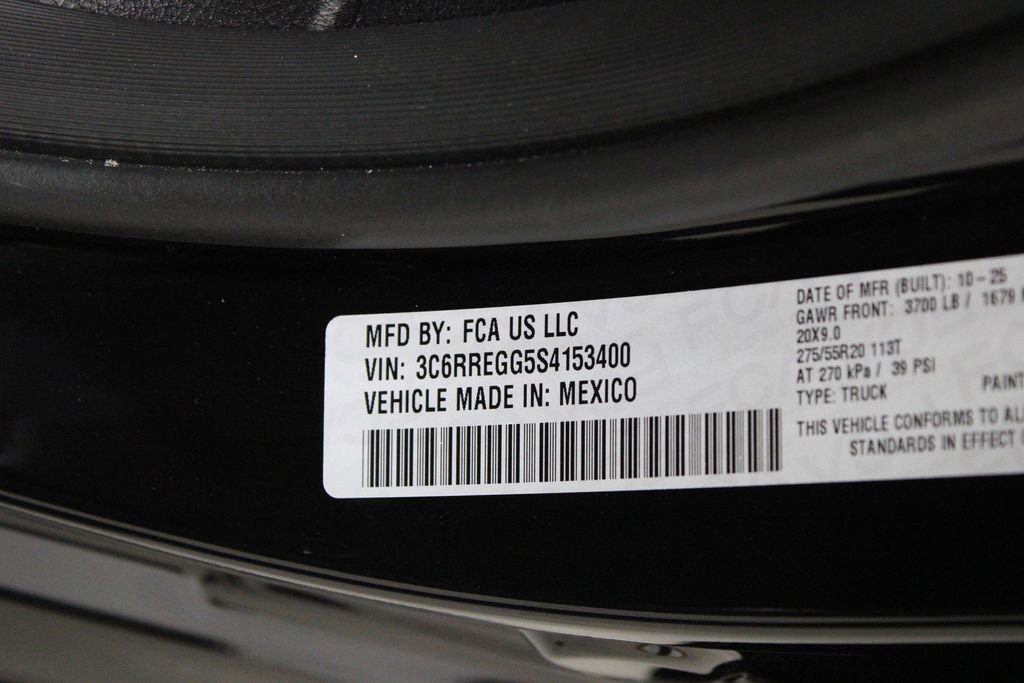 MFD BY: FCA US LLC
VIN: 3C6RREGG5S4153400
VEHICLE MADE IN: MEXICO
DATE OF MFR (BUILT): 10-25
GAWR FRONT: 3700 LB / 1679
20X9.0
275/55R20 113T
AT 270 kPa / 39 PSI
TYPE: TRUCK PAINT
THIS VEHICLE CONFORMS TO AL
STANDARDS IN EFFECT